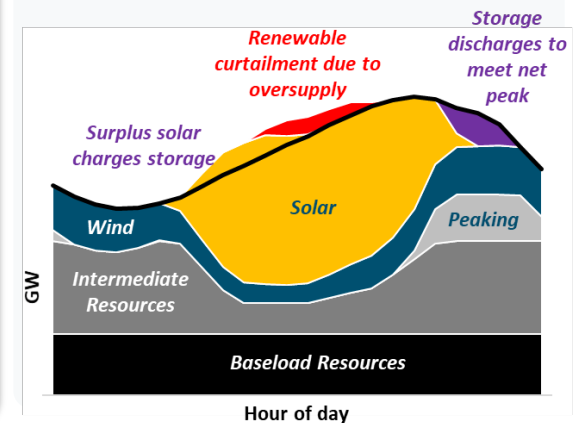 Storage
discharges to
meet net
peak
Renewable
curtailment due to
oversupply
Surplus solar
charges storage
Solar
Wind
Peaking
Intermediate
Resources
GW
Baseload Resources
Hour of day